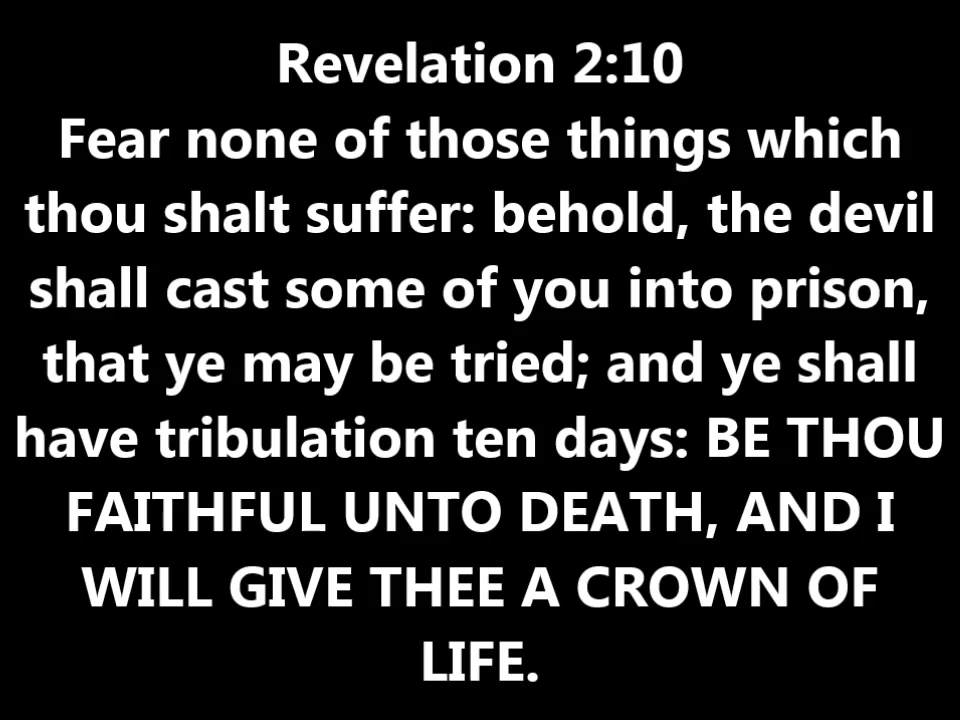 Revelation 2:10
Fear none of those things which
thou shalt suffer: behold, the devil
shall cast some of you into prison,
that ye may be tried; and ye shall
have tribulation ten days: BE THOU
FAITHFUL UNTO DEATH, AND I
WILL GIVE THEE A CROWN OF
LIFE.